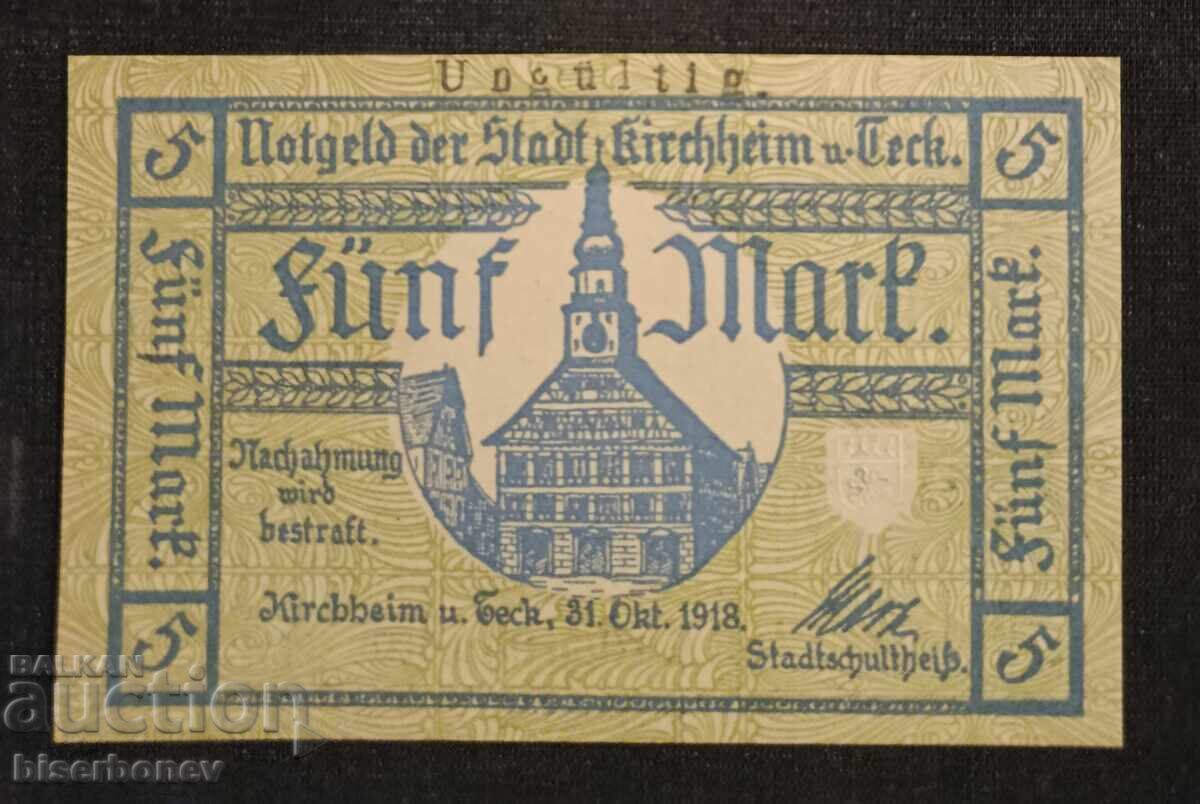 Ungültig.
5
5
Notgeld der Stadt Kirchheim u. Teck.
Fünf Mark.
Fünf Mark.
Fünf Mark.
Nachahmung
wird
bestraft.
Kirchheim u. Teck, 31. Okt. 1918.
Stadtschultheiß.
5
5
BALKAN
auction
biserbonev